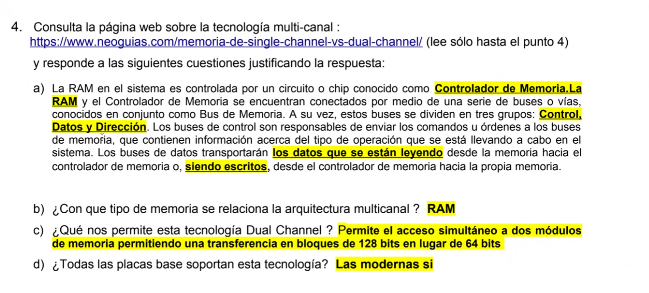 4. Consulta la página web sobre la tecnología multi-canal :
https://www.neoguias.com/memoria-de-single-channel-vs-dual-channel/ (lee sólo hasta el punto 4)
y responde a las siguientes cuestiones justificando la respuesta:
a) La RAM en el sistema es controlada por un circuito o chip conocido como Controlador de Memoria.La
RAM y el Controlador de Memoria se encuentran conectados por medio de una serie de buses o vías,
conocidos en conjunto como Bus de Memoria. A su vez, estos buses se dividen en tres grupos: Control,
Datos y Dirección. Los buses de control son responsables de enviar los comandos u órdenes a los buses
de memoria, que contienen información acerca del tipo de operación que se está llevando a cabo en el
sistema. Los buses de datos transportarán los datos que se están leyendo desde la memoria hacia el
controlador de memoria o, siendo escritos, desde el controlador de memoria hacia la propia memoria.
b) ¿Con que tipo de memoria se relaciona la arquitectura multicanal ? RAM
c) ¿Qué nos permite esta tecnología Dual Channel ? Permite el acceso simultáneo a dos módulos
de memoria permitiendo una transferencia en bloques de 128 bits en lugar de 64 bits
d) ¿Todas las placas base soportan esta tecnología? Las modernas si